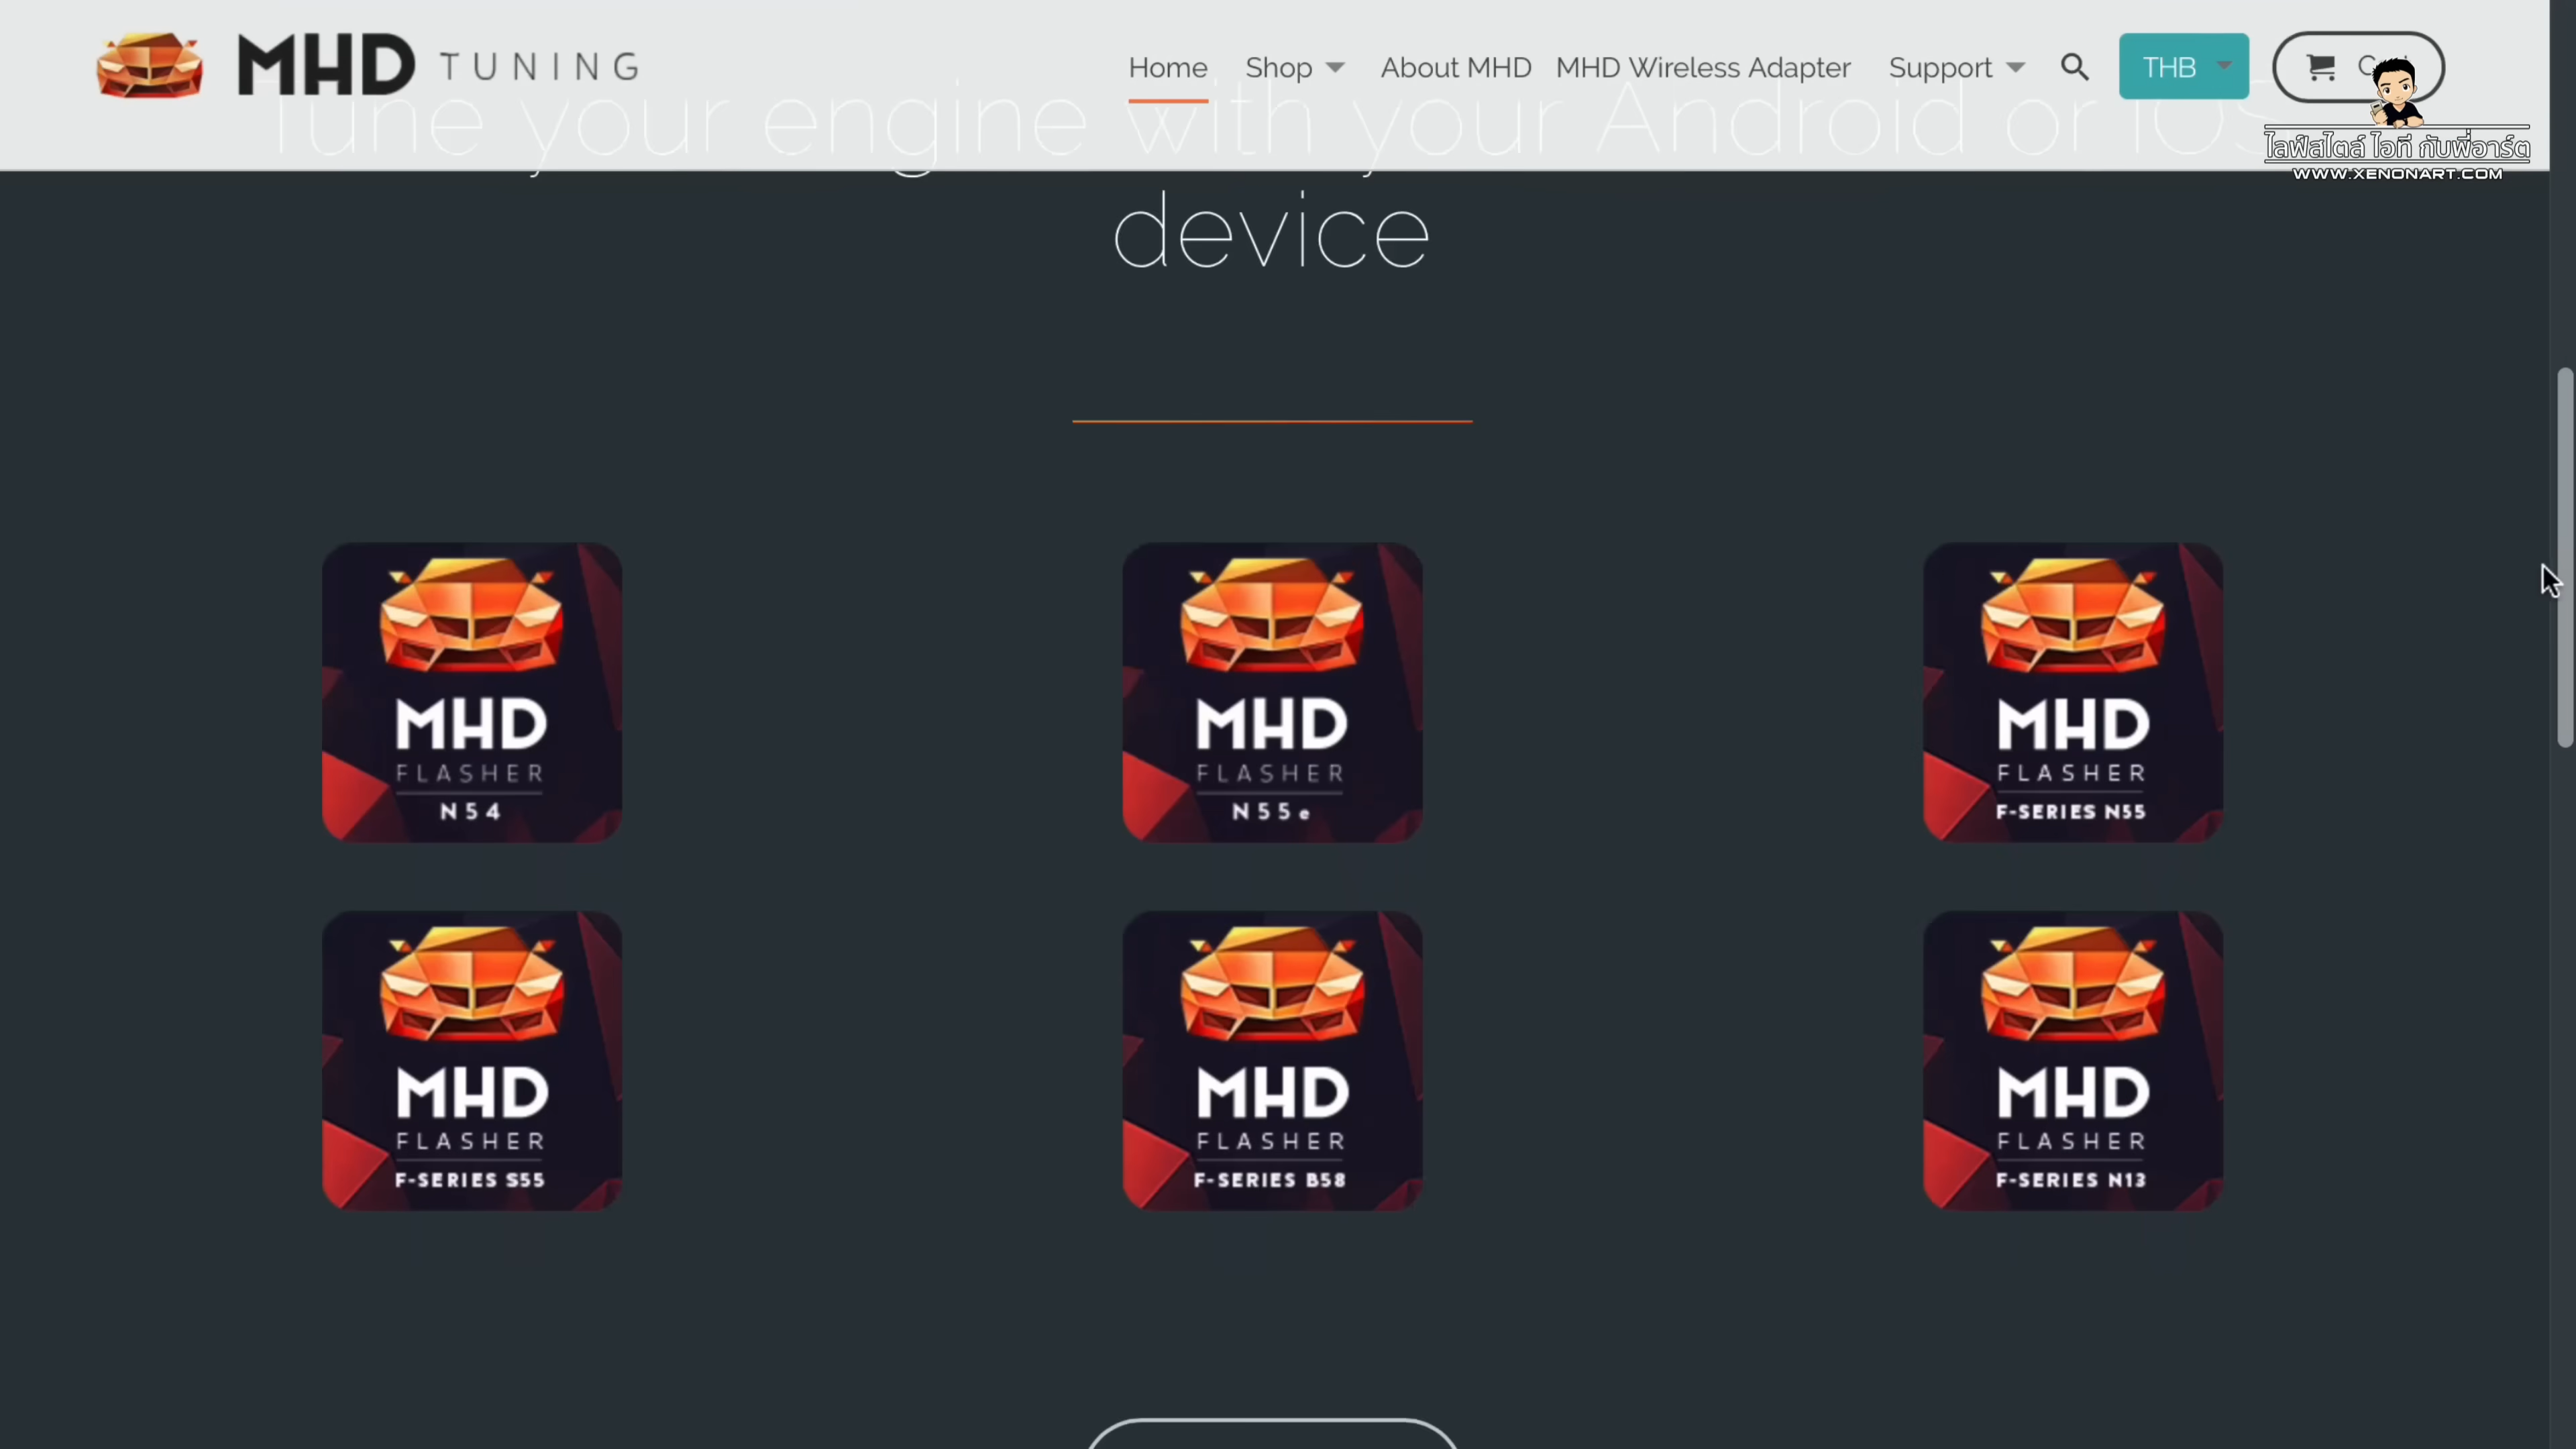 MHD TUNING
Home Shop About MHD MHD Wireless Adapter Support THB
ไลฟ์สไตล์ ไอที กับพี่อาร์ต
WWW.XENONART.COM
Tune your engine with your Android or iOS
device
MHD
FLASHER
N54
MHD
FLASHER
N55e
MHD
FLASHER
F-SERIES N55
MHD
FLASHER
F-SERIES S55
MHD
FLASHER
F-SERIES B58
MHD
FLASHER
F-SERIES N13